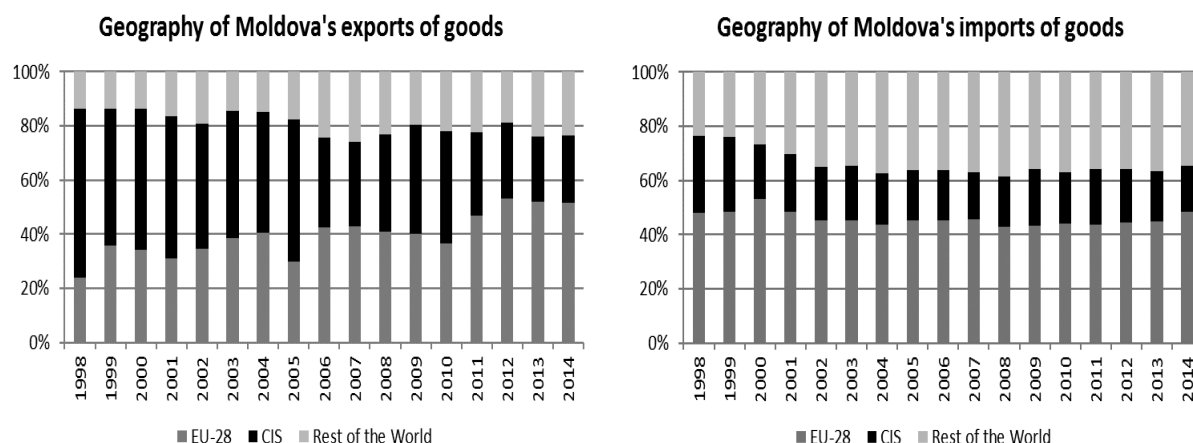 Geography of Moldova's exports of goods
100%
80%
60%
40%
20%
0%
1998 1999 2000 2001 2002 2003 2004 2005 2006 2007 2008 2009 2010 2011 2012 2013 2014
EU-28 CIS Rest of the World
Geography of Moldova's imports of goods
100%
80%
60%
40%
20%
0%
1998 1999 2000 2001 2002 2003 2004 2005 2006 2007 2008 2009 2010 2011 2012 2013 2014
EU-28 CIS Rest of the World